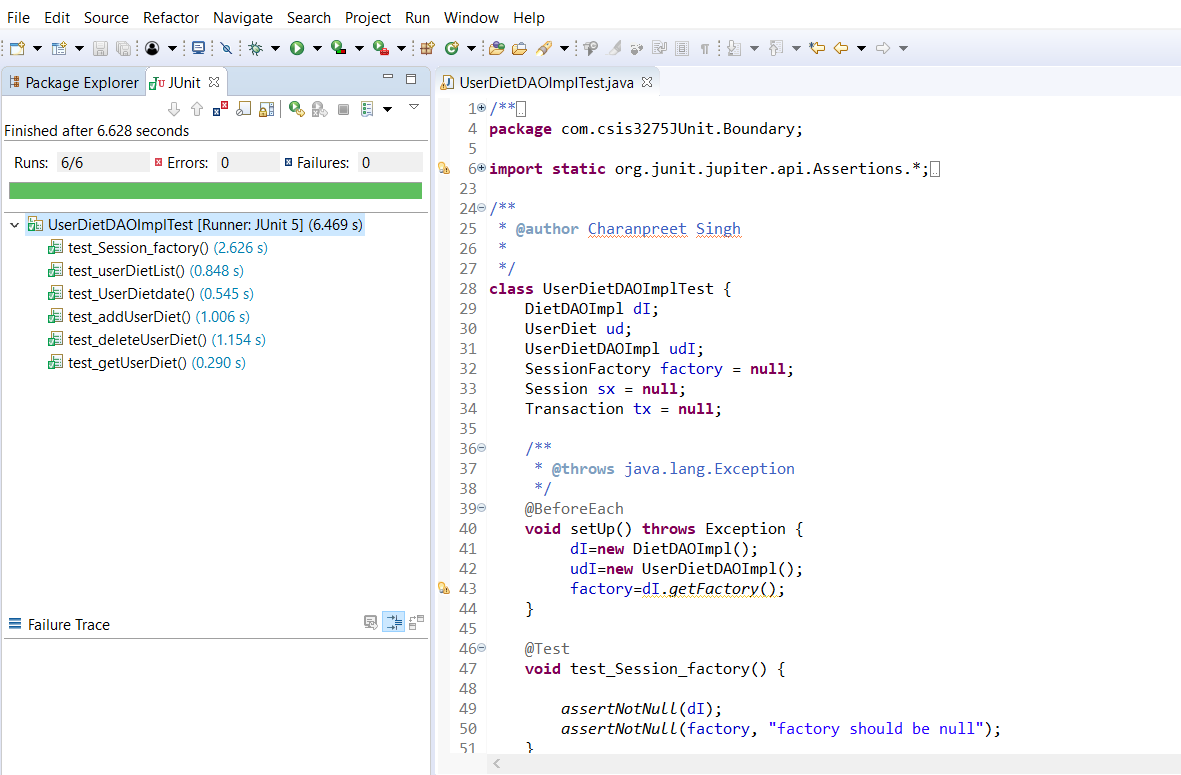 File Edit Source Refactor Navigate Search Project Run Window Help
Package Explorer JUnit
Finished after 6.628 seconds
Runs: 6/6 Errors: 0 Failures: 0
UserDietDAOImplTest [Runner: JUnit 5] (6.469 s)
test_Session_factory() (2.626 s)
test_userDietList() (0.848 s)
test_UserDietdate() (0.545 s)
test_addUserDiet() (1.006 s)
test_deleteUserDiet() (1.154 s)
test_getUserDiet() (0.290 s)
Failure Trace
UserDietDAOImplTest.java
1 /**
4 package com.csis3275JUnit.Boundary;
5
6 import static org.junit.jupiter.api.Assertions.*;
23
24 /**
25 * @author Charanpreet Singh
26 *
27 */
28 class UserDietDAOImplTest {
29 DietDAOImpl dI;
30 UserDiet ud;
31 UserDietDAOImpl udI;
32 SessionFactory factory = null;
33 Session sx = null;
34 Transaction tx = null;
35
36 /**
37 * @throws java.lang.Exception
38 */
39 @BeforeEach
40 void setUp() throws Exception {
41 dI=new DietDAOImpl();
42 udI=new UserDietDAOImpl();
43 factory=dI.getFactory();
44 }
45
46 @Test
47 void test_Session_factory() {
48
49 assertNotNull(dI);
50 assertNotNull(factory, "factory should be null");
51 }